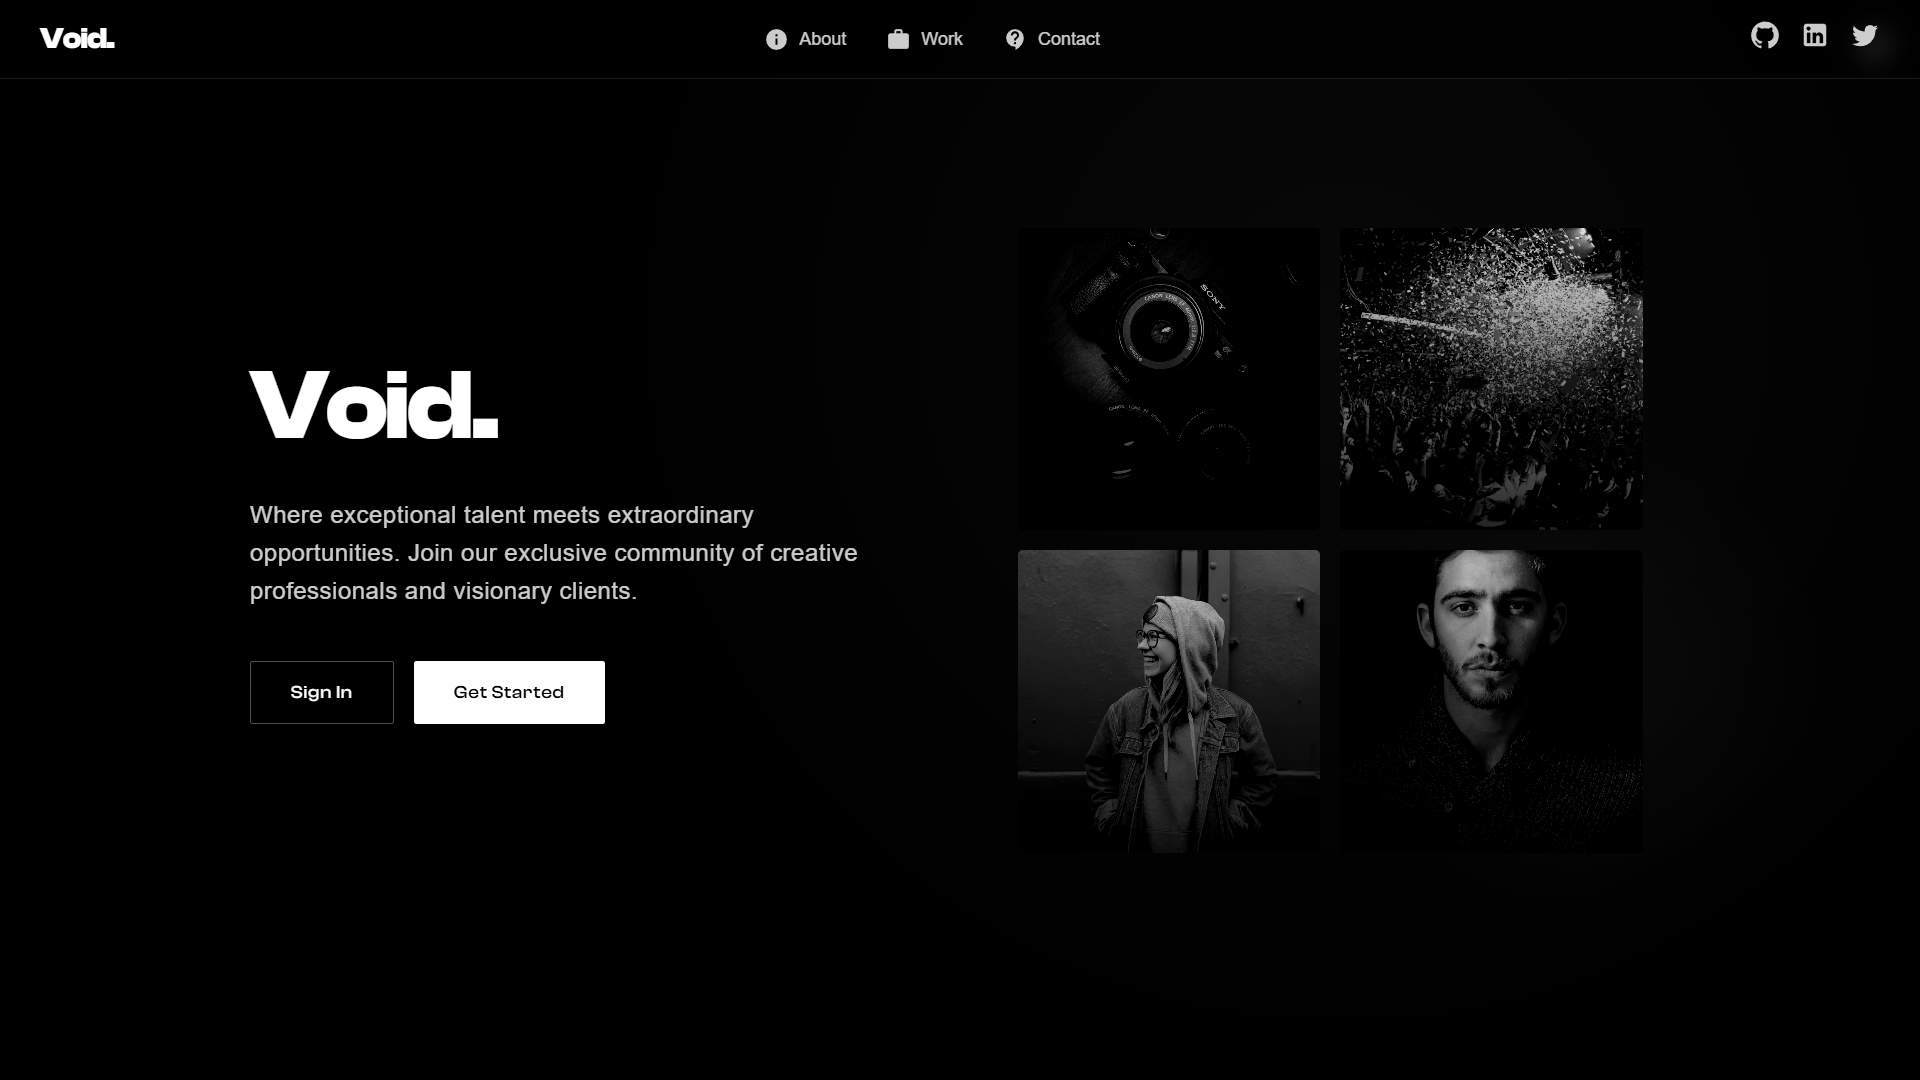 Void.
About
Work
Contact
Void.
Where exceptional talent meets extraordinary
opportunities. Join our exclusive community of creative
professionals and visionary clients.
Sign In
Get Started
SONY